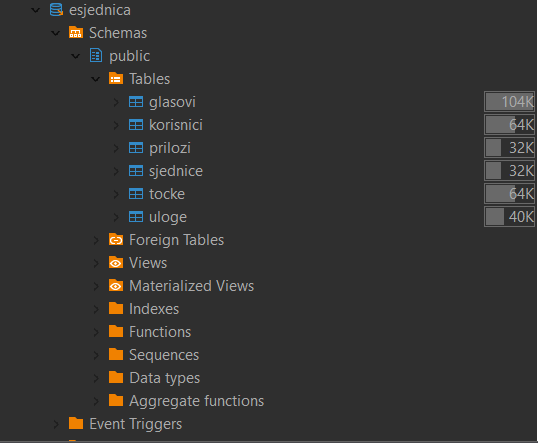 esjednica
Schemas
public
Tables
glasovi 104K
korisnici 64K
prilozi 32K
sjednice 32K
tocke 64K
uloge 40K
Foreign Tables
Views
Materialized Views
Indexes
Functions
Sequences
Data types
Aggregate functions
Event Triggers